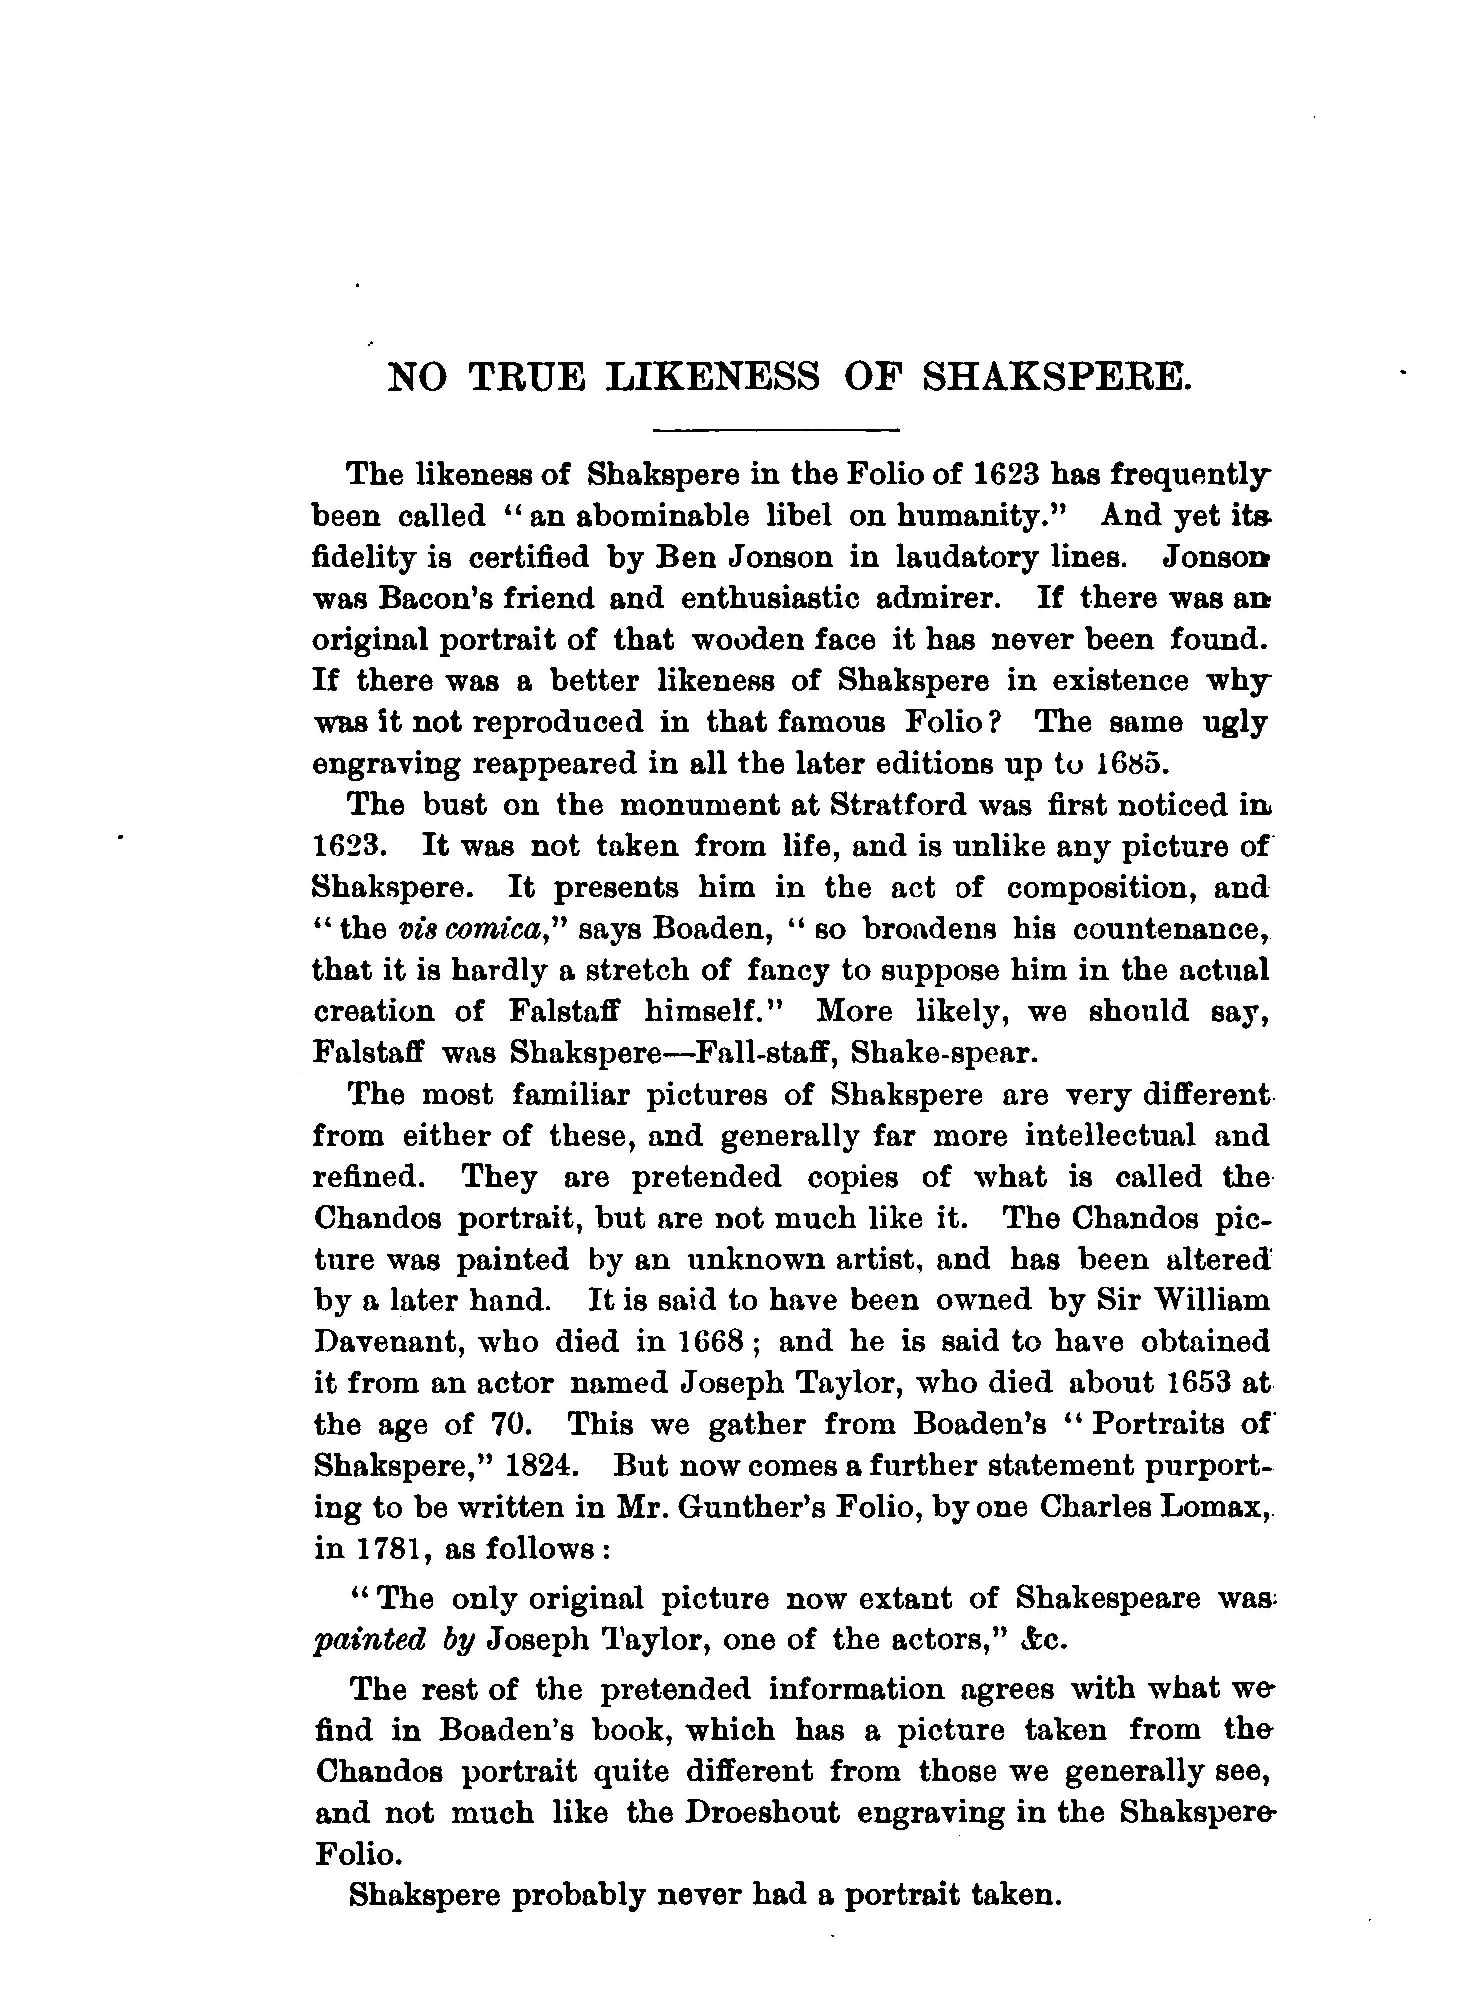 NO TRUE LIKENESS OF SHAKSPERE.
The likeness of Shakspere in the Folio of 1623 has frequently
been called “an abominable libel on humanity.” And yet its
fidelity is certified by Ben Jonson in laudatory lines. Jonson
was Bacon's friend and enthusiastic admirer. If there was an
original portrait of that wooden face it has never been found.
If there was a better likeness of Shakspere in existence why
was it not reproduced in that famous Folio? The same ugly
engraving reappeared in all the later editions up to 1685.
The bust on the monument at Stratford was first noticed in
1623. It was not taken from life, and is unlike any picture of
Shakspere. It presents him in the act of composition, and
“the vis comica,” says Boaden, “so broadens his countenance,
that it is hardly a stretch of fancy to suppose him in the actual
creation of Falstaff himself.” More likely, we should say,
Falstaff was Shakspere—Fall-staff, Shake-spear.
The most familiar pictures of Shakspere are very different
from either of these, and generally far more intellectual and
refined. They are pretended copies of what is called the
Chandos portrait, but are not much like it. The Chandos pic-
ture was painted by an unknown artist, and has been altered
by a later hand. It is said to have been owned by Sir William
Davenant, who died in 1668; and he is said to have obtained
it from an actor named Joseph Taylor, who died about 1653 at
the age of 70. This we gather from Boaden's “Portraits of
Shakspere,” 1824. But now comes a further statement purport-
ing to be written in Mr. Gunther's Folio, by one Charles Lomax,
in 1781, as follows:
“The only original picture now extant of Shakespeare was
painted by Joseph Taylor, one of the actors,” &c.
The rest of the pretended information agrees with what we
find in Boaden's book, which has a picture taken from the
Chandos portrait quite different from those we generally see,
and not much like the Droeshout engraving in the Shakspere
Folio.
Shakspere probably never had a portrait taken.